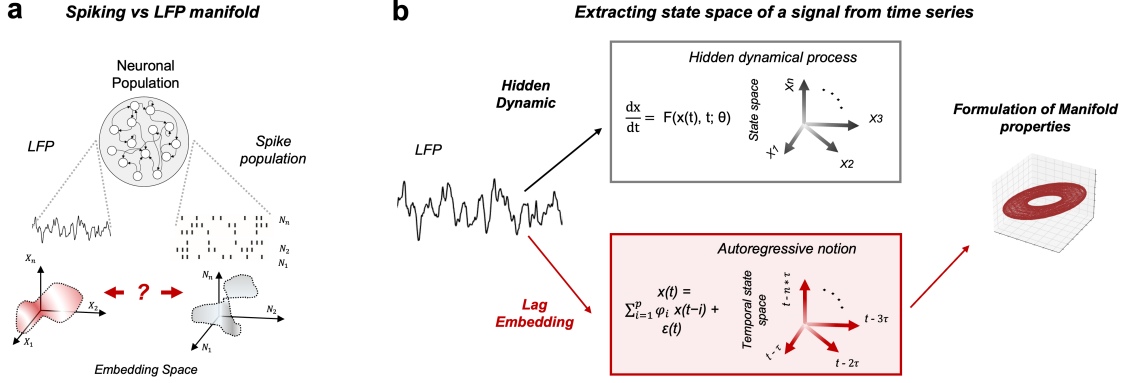 a
Spiking vs LFP manifold
Neuronal
Population
LFP
Spike
population
N_n
N_2
N_1
X_n
X_2
X_1
?
N_n
N_2
N_1
Embedding Space
b
Extracting state space of a signal from time series
Hidden
Dynamic
LFP
Lag
Embedding
Hidden dynamical process
dx/dt = F(x(t), t; θ)
State space
Xn
X3
X2
X1
Autoregressive notion
x(t) =
∑_{i=1}^{p} φ_i x(t−i) +
ε(t)
Temporal state
space
t - n * τ
t - 3τ
t - 2τ
t - τ
Formulation of Manifold
properties